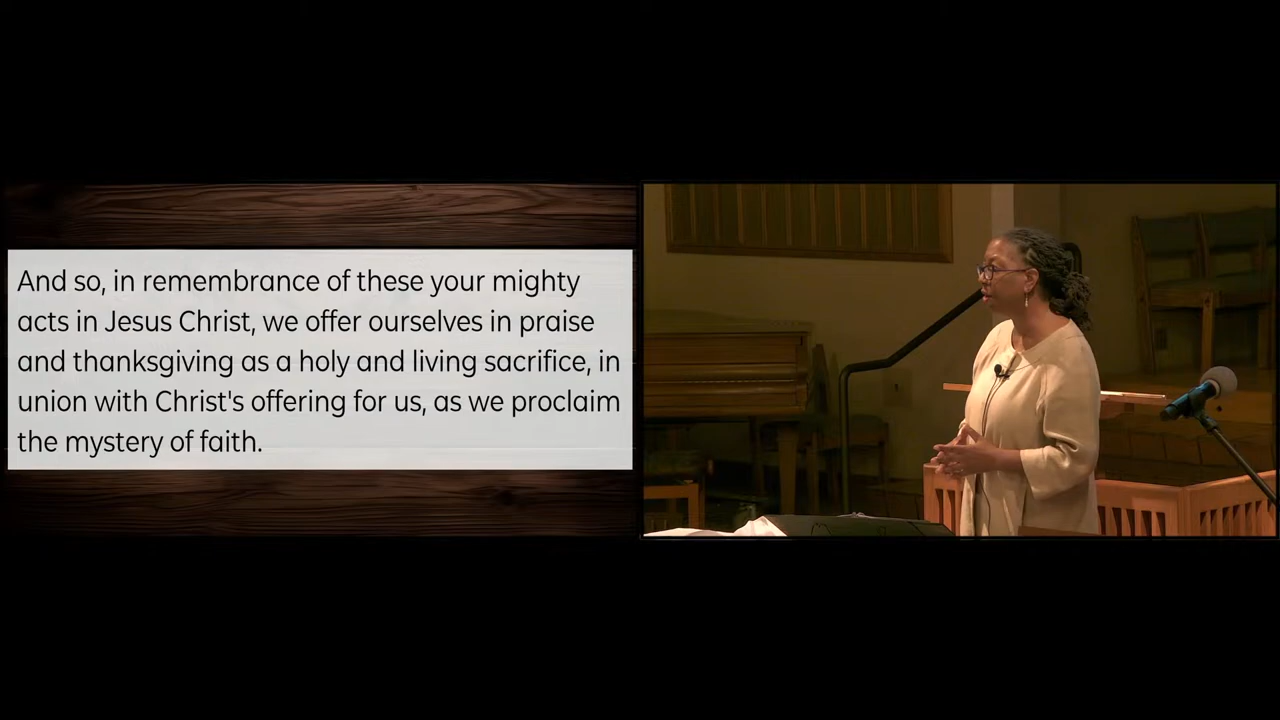 And so, in remembrance of these your mighty
acts in Jesus Christ, we offer ourselves in praise
and thanksgiving as a holy and living sacrifice, in
union with Christ's offering for us, as we proclaim
the mystery of faith.